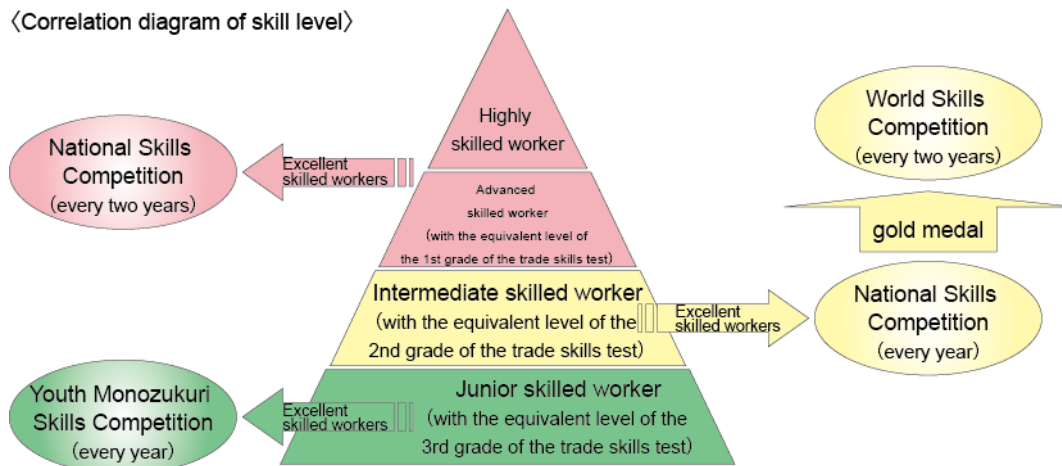 〈Correlation diagram of skill level〉
Highly
skilled worker
National Skills
Competition
(every two years)
Excellent
skilled workers
Advanced
skilled worker
(with the equivalent level of
the 1st grade of the trade skills test)
World Skills
Competition
(every two years)
gold medal
Intermediate skilled worker
(with the equivalent level of the
2nd grade of the trade skills test)
Excellent
skilled workers
National Skills
Competition
(every year)
Junior skilled worker
(with the equivalent level of the
3rd grade of the trade skills test)
Excellent
skilled workers
Youth Monozukuri
Skills Competition
(every year)